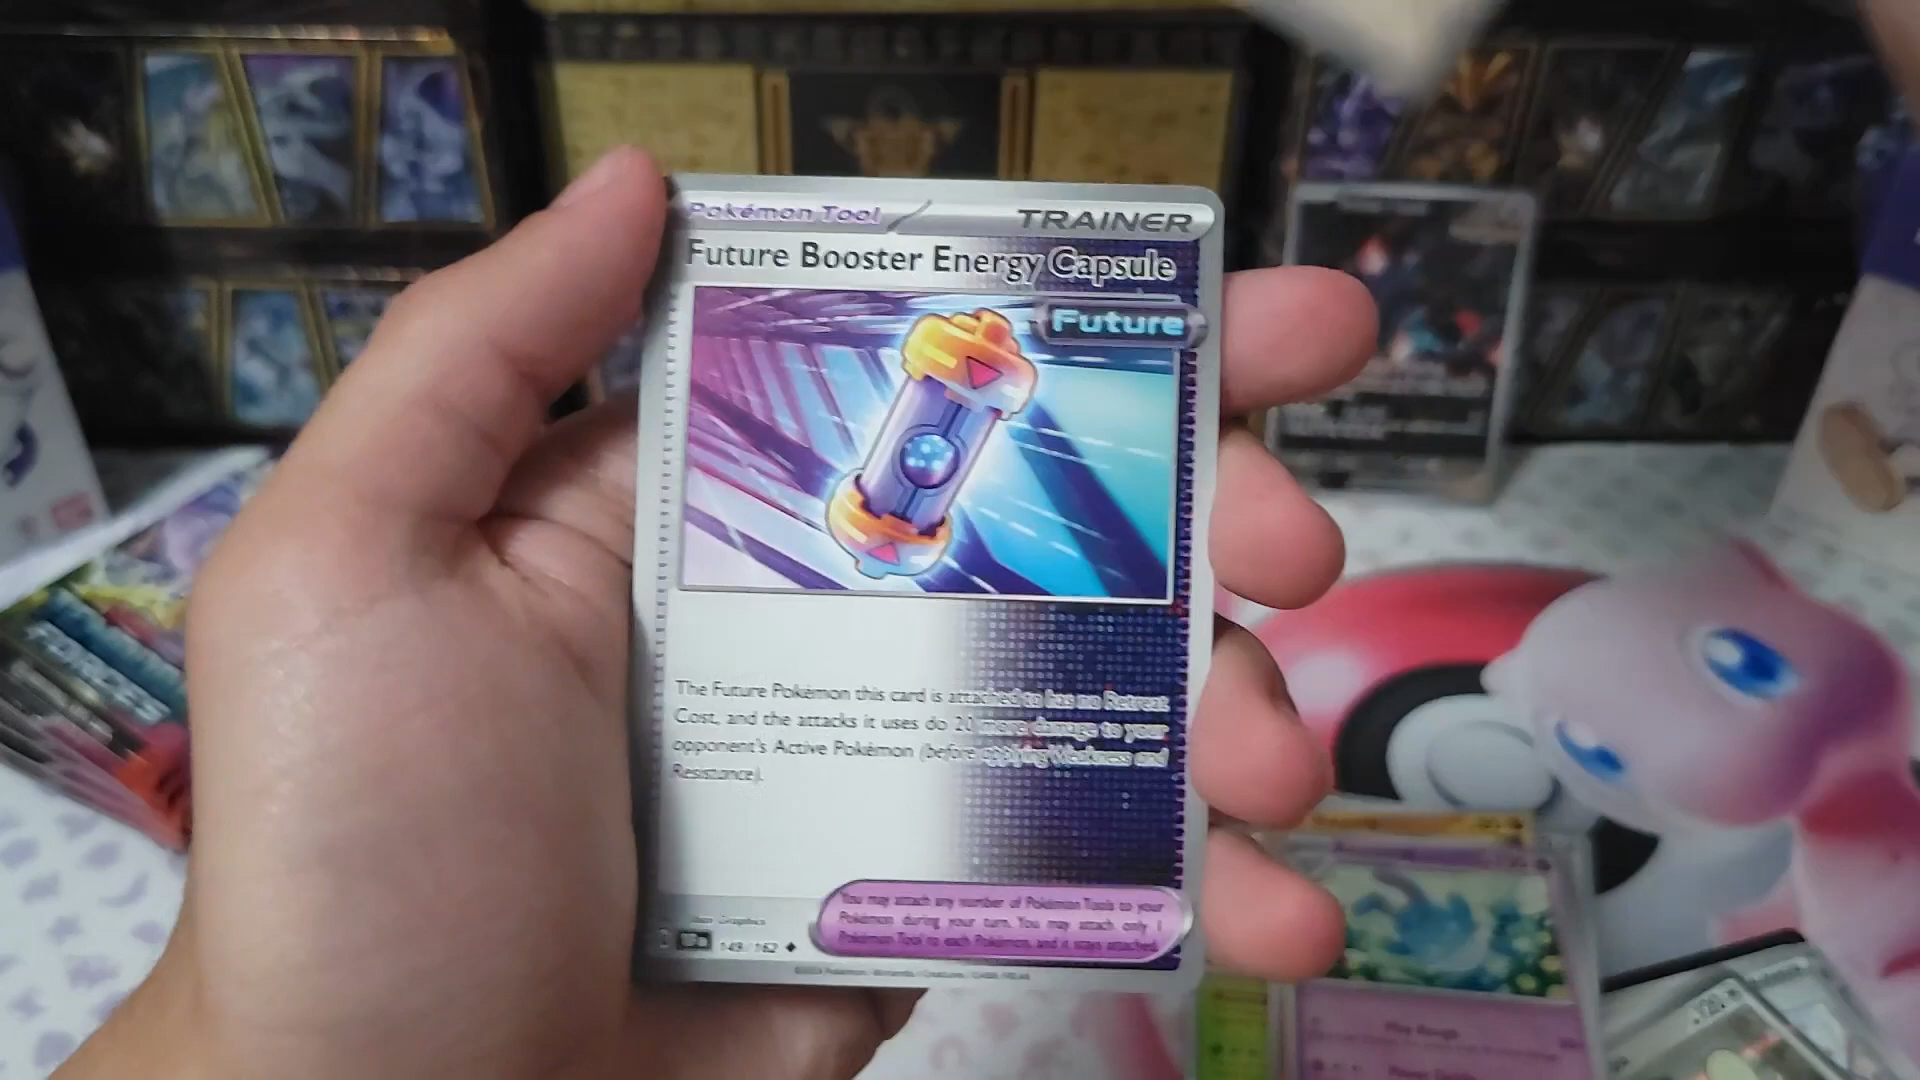 Pokémon Tool
TRAINER
Future Booster Energy Capsule
Future
The Future Pokémon this card is attached to has no Retreat
Cost, and the attacks it uses do 20 more damage to your
opponent's Active Pokémon (before applying Weakness and
Resistance).
You may attach any number of Pokémon Tools to your
Pokémon during your turn. You may attach only 1
Pokémon Tool to each Pokémon, and it stays attached.
149/162